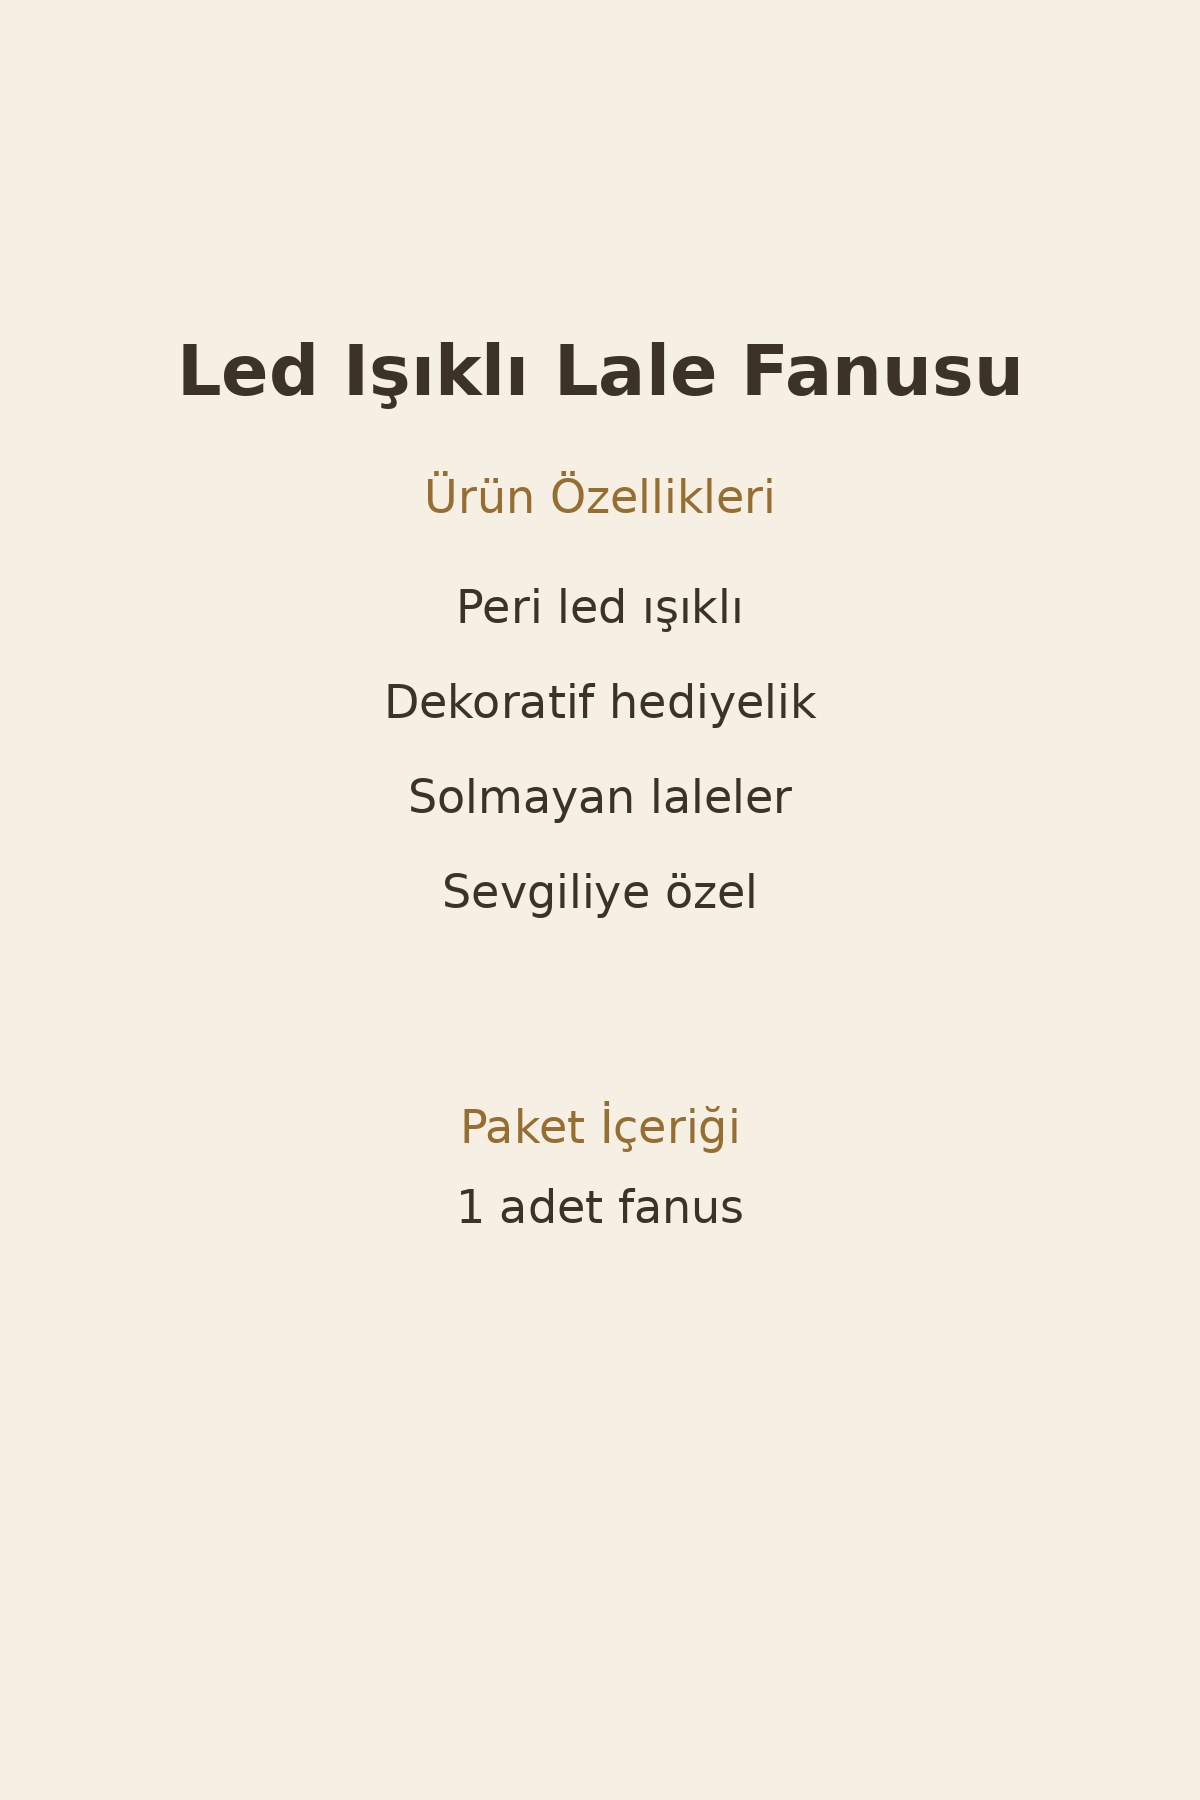 Led Işıklı Lale Fanusu
Ürün Özellikleri
Peri led ışıklı
Dekoratif hediyelik
Solmayan laleler
Sevgiliye özel
Paket İçeriği
1 adet fanus